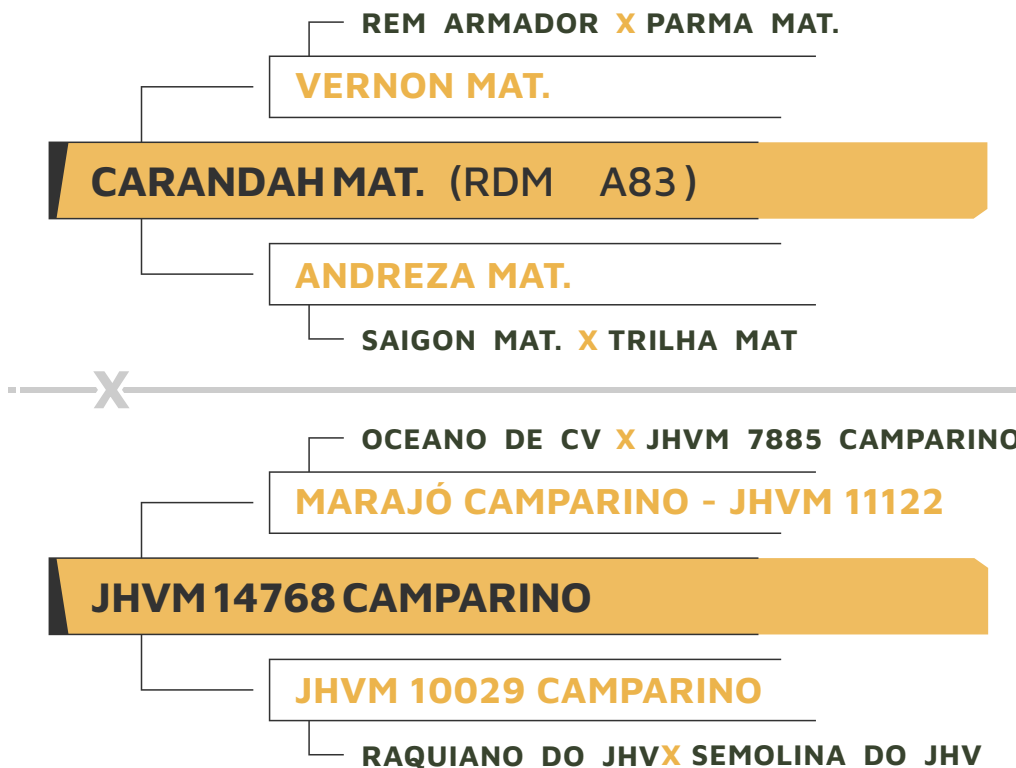 REM ARMADOR X PARMA MAT.
VERNON MAT.
CARANDAH MAT. (RDM A83)
ANDREZA MAT.
SAIGON MAT. X TRILHA MAT
X
OCEANO DE CV X JHVM 7885 CAMPARINO
MARAJÓ CAMPARINO - JHVM 11122
JHVM 14768 CAMPARINO
JHVM 10029 CAMPARINO
RAQUIANO DO JHV X SEMOLINA DO JHV